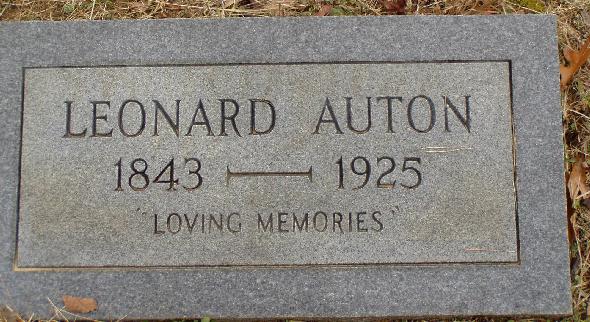 LEONARD AUTON
1843 — 1925
"LOVING MEMORIES"